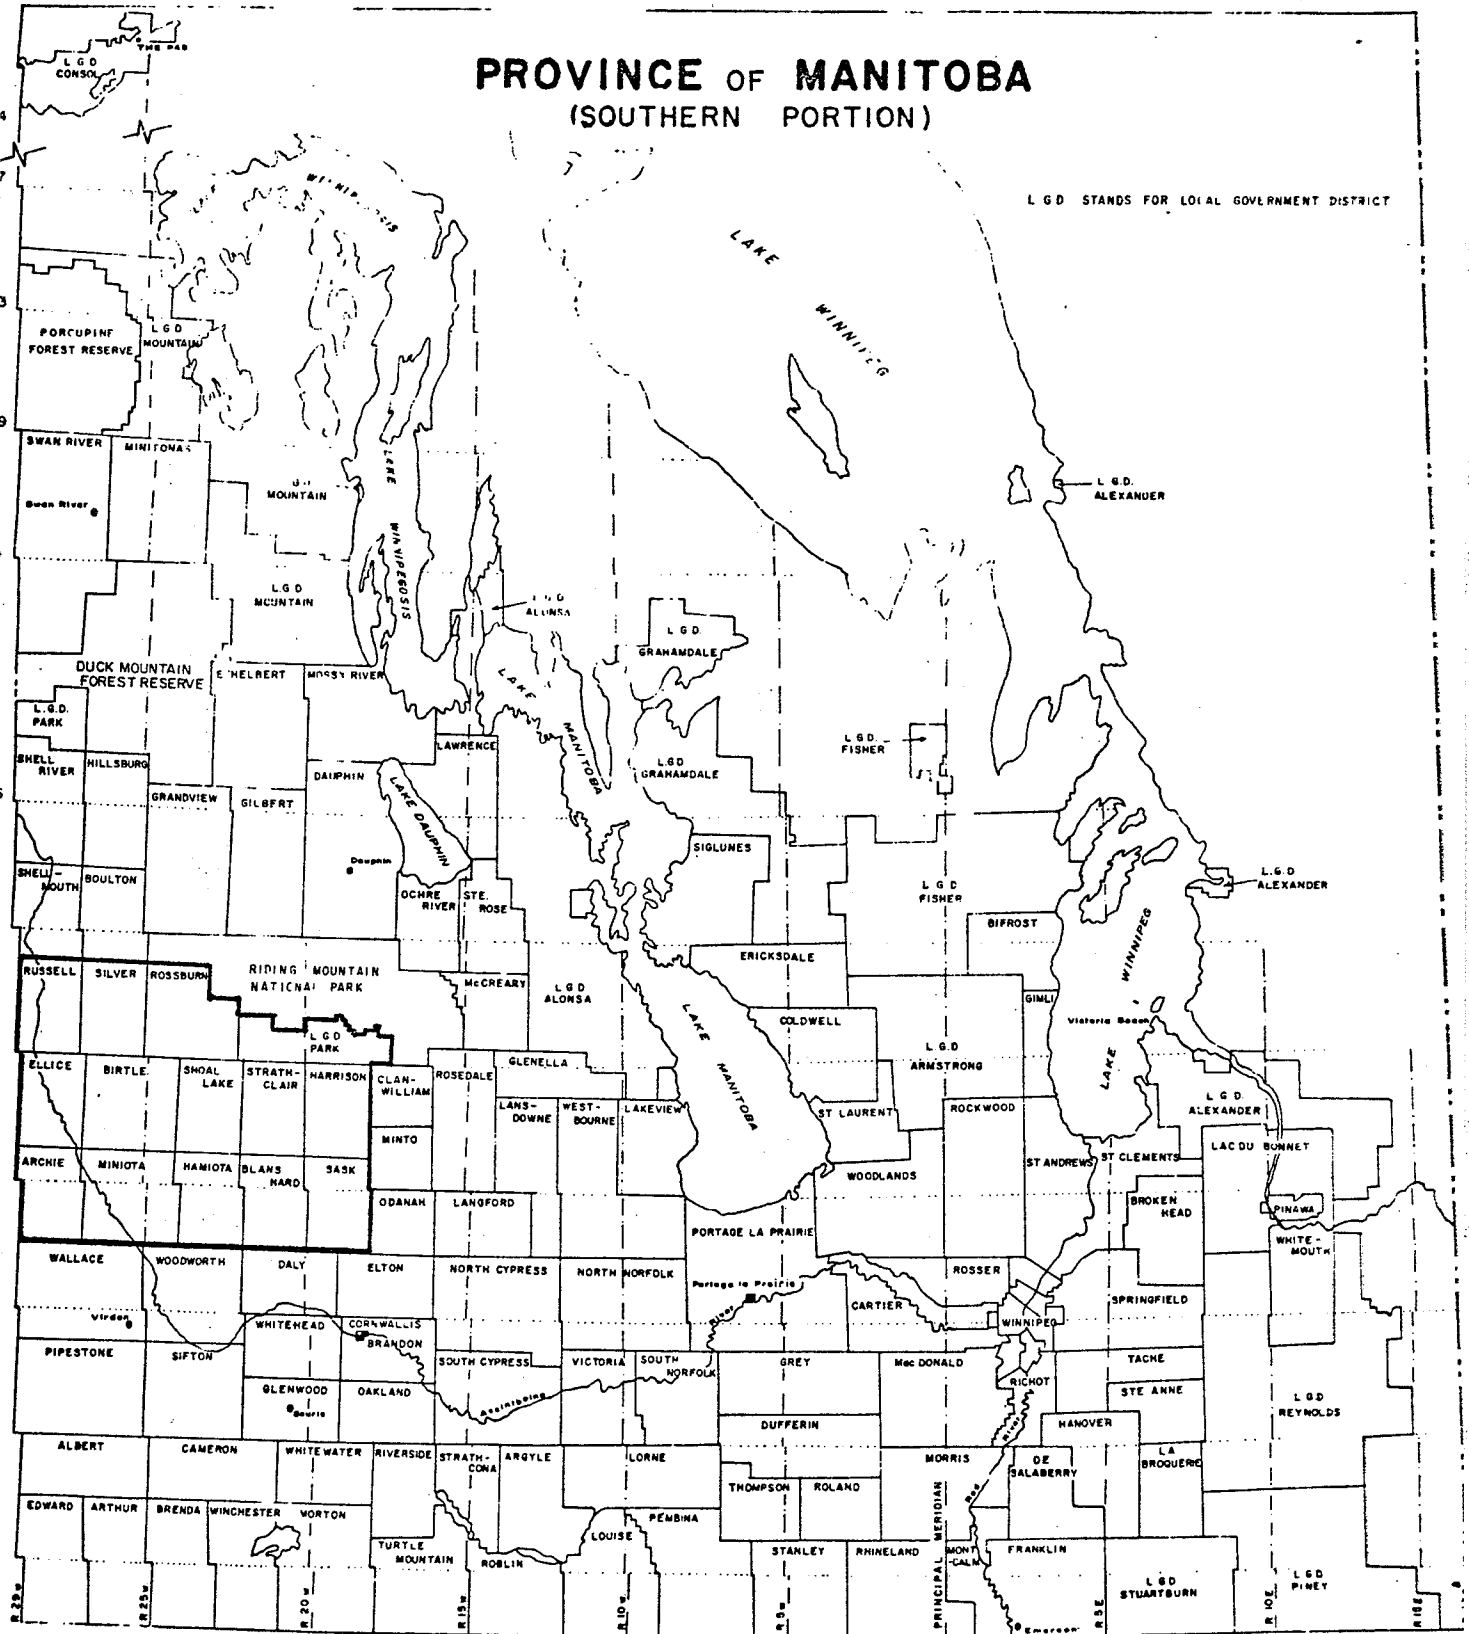 THE PAS
L G D
CONSOL
PROVINCE OF MANITOBA
(SOUTHERN PORTION)
L G D STANDS FOR LOCAL GOVERNMENT DISTRICT
LAKE
WINNIPEG
PORCUPINE
FOREST RESERVE
L G D
MOUNTAIN
SWAN RIVER
MINITONAS
Swan River
MOUNTAIN
LAKE
WINNIPEGOSIS
L. G. D.
ALEXANDER
L.G.D
MOUNTAIN
L G D
ALONSA
L G D.
GRAHAMDALE
DUCK MOUNTAIN
FOREST RESERVE
ETHELBERT
MOSSY RIVER
LAKE
MANITOBA
L.G.D.
PARK
SHELL
RIVER
HILLSBURG
LAWRENCE
L.G.D.
FISHER
L.G.D
GRAHAMDALE
GRANDVIEW
GILBERT
DAUPHIN
LAKE DAUPHIN
Dauphin
SIGLUNES
SHELL-
MOUTH
BOULTON
OCHRE
RIVER
STE.
ROSE
L G D
FISHER
L.G.D
ALEXANDER
BIFROST
WINNIPEG
LAKE
RUSSELL
SILVER
ROSSBURN
RIDING MOUNTAIN
NATIONAL PARK
McCREARY
L G D
ALONSA
ERICKSDALE
GIMLI
Victoria Beach
L G D
PARK
COLDWELL
LAKE
MANITOBA
L.G.D
ARMSTRONG
ELLICE
BIRTLE
SHOAL
LAKE
STRATH-
CLAIR
HARRISON
CLAN-
WILLIAM
ROSEDALE
GLENELLA
LANS-
DOWNE
WEST-
BOURNE
LAKEVIEW
ST LAURENT
ROCKWOOD
L G D.
ALEXANDER
LAC DU BONNET
MINTO
ARCHIE
MINIOTA
HAMIOTA
BLANS
HARD
SASK
WOODLANDS
ST ANDREWS
ST CLEMENTS
ODANAH
LANGFORD
BROKEN
HEAD
PINAWA
PORTAGE LA PRAIRIE
WHITE-
MOUTH
WALLACE
WOODWORTH
DALY
ELTON
NORTH CYPRESS
NORTH NORFOLK
Portage la Prairie
ROSSER
CARTIER
SPRINGFIELD
Virden
WHITEHEAD
CORNWALLIS
BRANDON
River
WINNIPEG
PIPESTONE
SIFTON
SOUTH CYPRESS
VICTORIA
SOUTH
NORFOLK
GREY
MacDONALD
TACHE
RICHOT
GLENWOOD
Souris
OAKLAND
Assiniboine
STE ANNE
L G D
REYNOLDS
DUFFERIN
HANOVER
River
ALBERT
CAMERON
WHITEWATER
RIVERSIDE
STRATH-
CONA
ARGYLE
LORNE
MORRIS
DE
SALABERRY
LA
BROQUERIE
THOMPSON
ROLAND
Red
EDWARD
ARTHUR
BRENDA
WINCHESTER
MORTON
LOUISE
PEMBINA
TURTLE
MOUNTAIN
ROBLIN
STANLEY
RHINELAND
PRINCIPAL MERIDIAN
MONT
-CALM
FRANKLIN
L G D
STUARTBURN
L G D
PINEY
R 29 W
R 25 W
R 20 W
R 15 W
R 10 W
R 5 W
R 5 E
R 10 E
R 15 E
Emerson